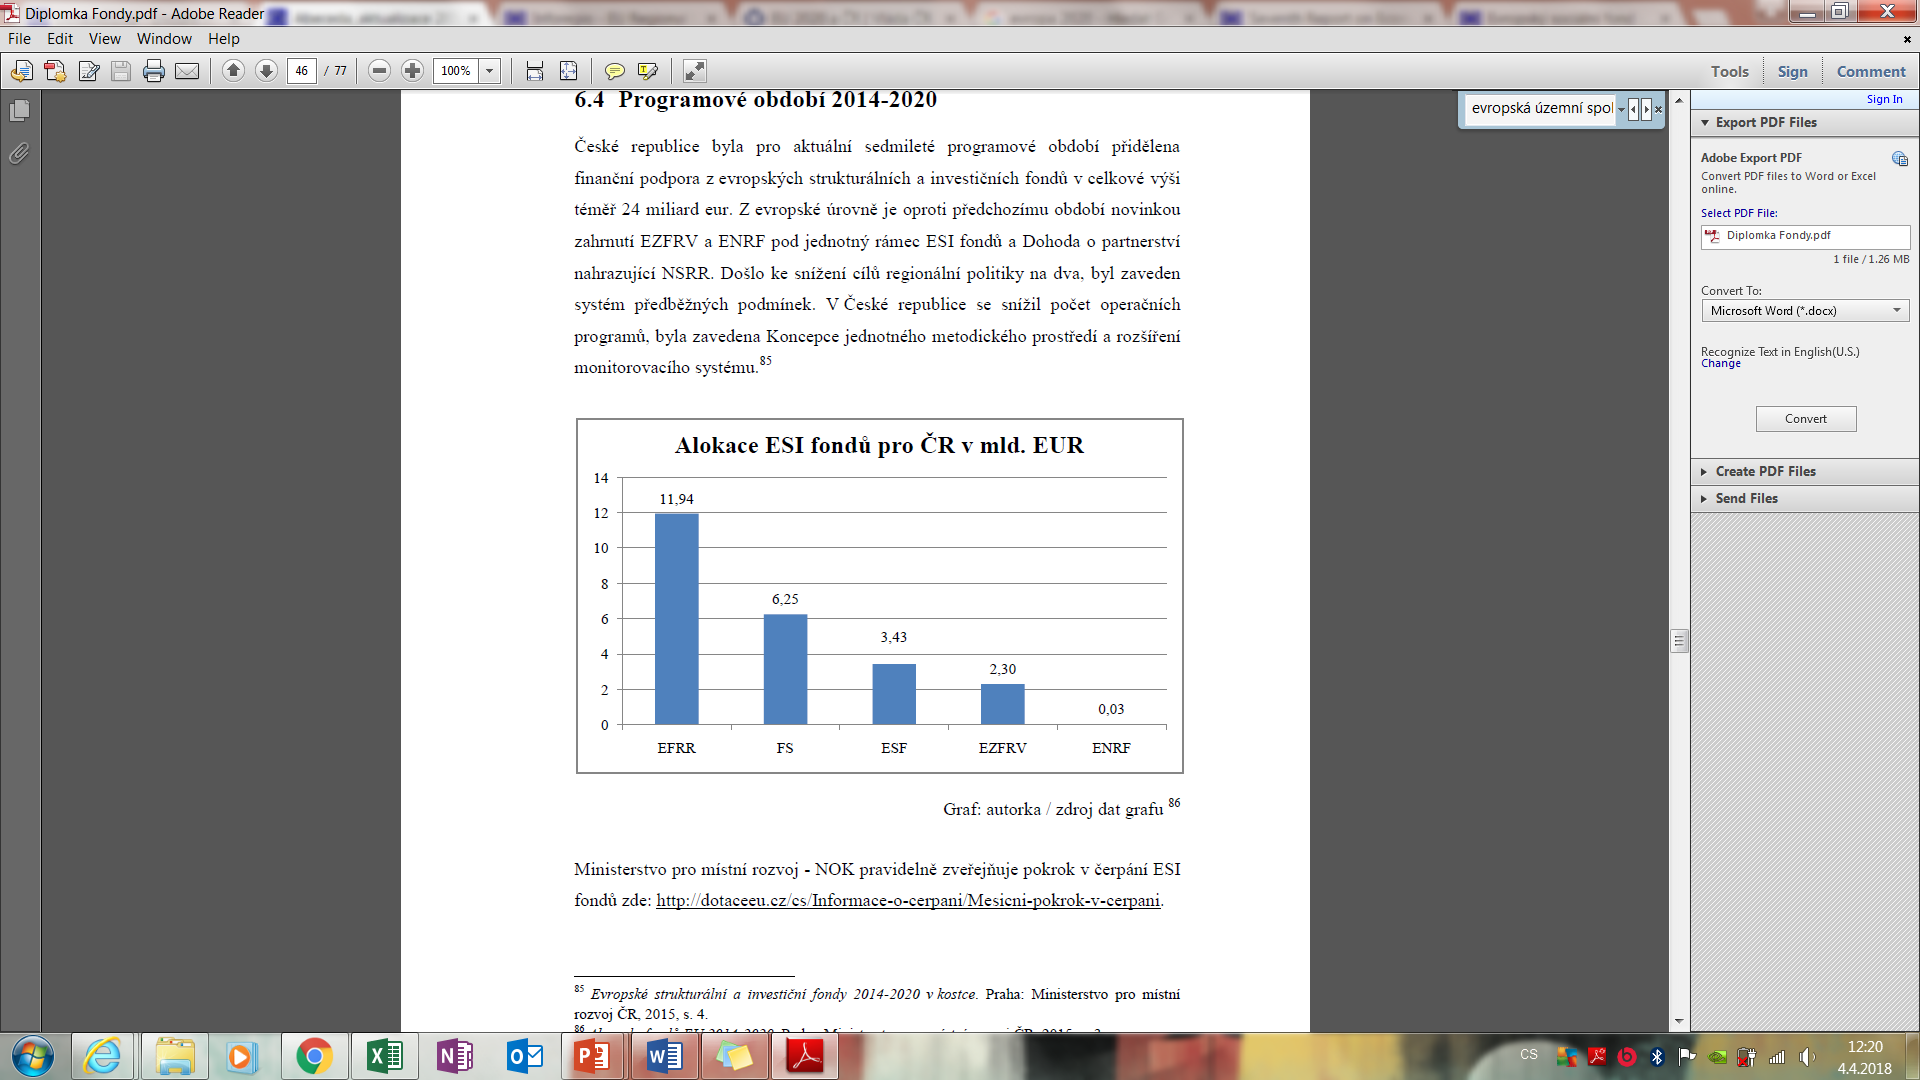 Diplomka Fondy.pdf - Adobe Reader
File Edit View Window Help
46 / 77 100% Tools Sign Comment
evropská územní spol
6.4 Programové období 2014-2020
České republice byla pro aktuální sedmileté programové období přidělena
finanční podpora z evropských strukturálních a investičních fondů v celkové výši
téměř 24 miliard eur. Z evropské úrovně je oproti předchozímu období novinkou
zahrnutí EZFRV a ENRF pod jednotný rámec ESI fondů a Dohoda o partnerství
nahrazující NSRR. Došlo ke snížení cílů regionální politiky na dva, byl zaveden
systém předběžných podmínek. V České republice se snížil počet operačních
programů, byla zavedena Koncepce jednotného metodického prostředí a rozšíření
monitorovacího systému.85
Alokace ESI fondů pro ČR v mld. EUR
14
12
10
8
6
4
2
0
11,94
6,25
3,43
2,30
0,03
EFRR FS ESF EZFRV ENRF
Graf: autorka / zdroj dat grafu 86
Ministerstvo pro místní rozvoj - NOK pravidelně zveřejňuje pokrok v čerpání ESI
fondů zde: http://dotaceeu.cz/cs/Informace-o-cerpani/Mesicni-pokrok-v-cerpani.
85 Evropské strukturální a investiční fondy 2014-2020 v kostce. Praha: Ministerstvo pro místní
rozvoj ČR, 2015, s. 4.
Sign In
Export PDF Files
Adobe Export PDF
Convert PDF files to Word or Excel
online.
Select PDF File:
Diplomka Fondy.pdf
1 file / 1.26 MB
Convert To:
Microsoft Word (*.docx)
Recognize Text in English(U.S.)
Change
Convert
Create PDF Files
Send Files
CS
12:20
4.4.2018